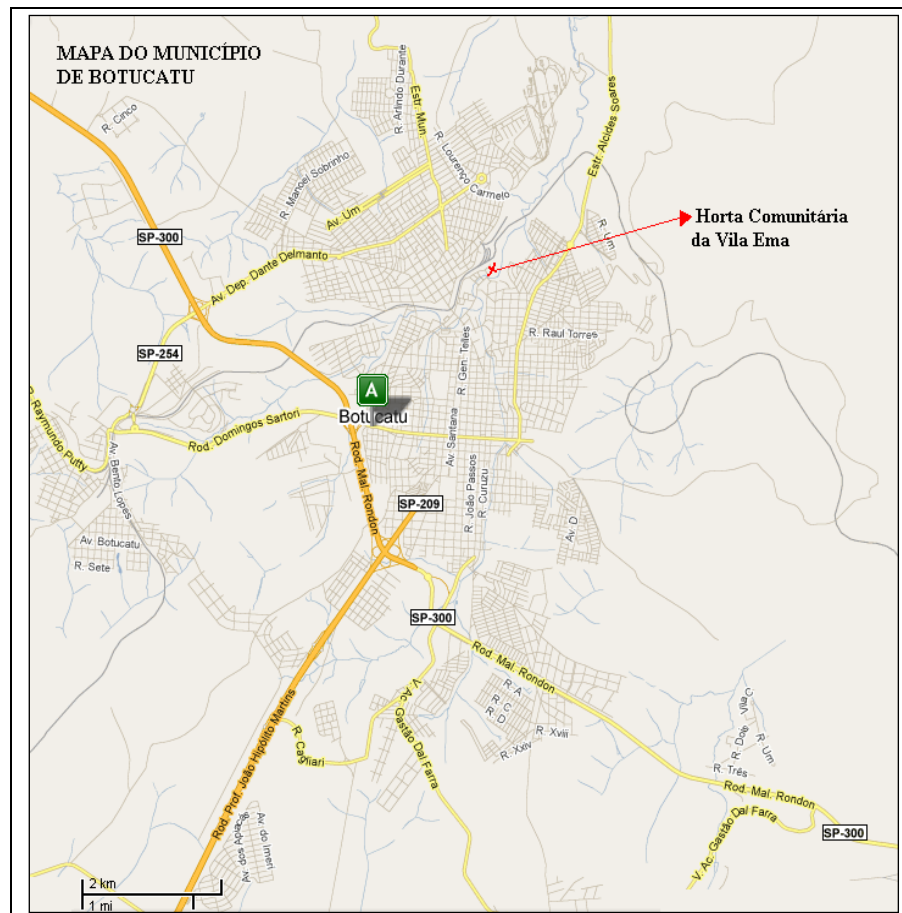 MAPA DO MUNICÍPIO
DE BOTUCATU
R. Cinco
R. Arlindo Durante
Estr. Mun.
R. Lourenço Carmelo
Estr. Alcides Soares
R. Manoel Sobrinho
Av. Um
Horta Comunitária
da Vila Ema
R. Um
SP-300
Av. Dep. Dante Delmanto
R. Raul Torres
R. Gen. Telles
SP-254
A
Botucatu
R. Raymundo Putty
Rod. Domingos Sartori
Av. Santana
Av. Bento Lopes
Rod. Mal. Rondon
R. João Passos
R. Curuzu
SP-209
Av. D
Av. Botucatu
R. Sete
SP-300
Rod. Mal. Rondon
R. A
R. C
R. D
R. Xviii
R. Xxiv
V. Ac. Gastão Dal Farra
R. Cagliari
Rod. Prof. João Hipólito Martins
R. Dois
Vila C
R. Um
R. Três
Rod. Mal. Rondon
SP-300
V. Ac. Gastão Dal Farra
Av. do Imeri
2 km
1 mi